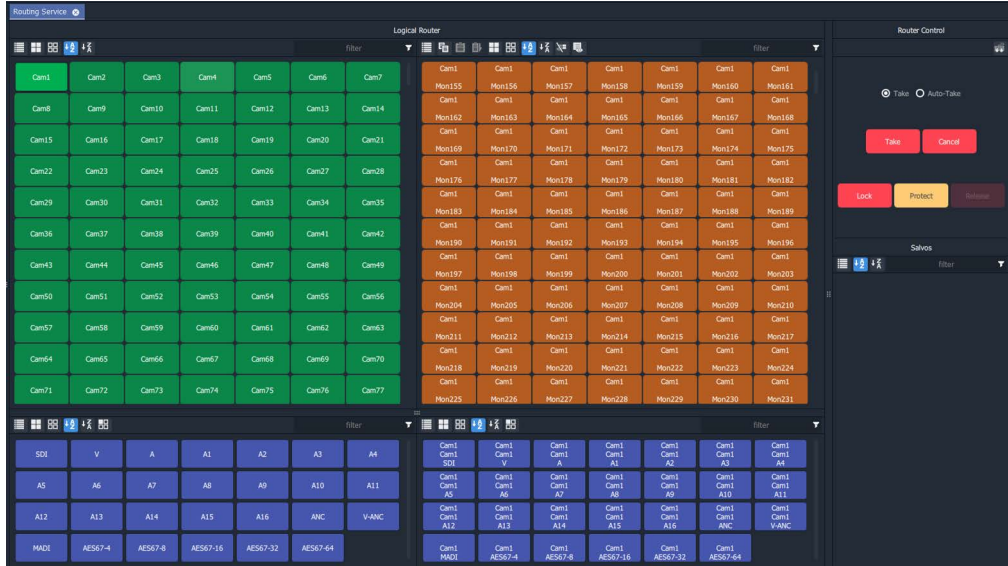 Routing Service
Logical Router
Router Control
filter
filter
Cam1 Cam2 Cam3 Cam4 Cam5 Cam6 Cam7
Cam8 Cam9 Cam10 Cam11 Cam12 Cam13 Cam14
Cam15 Cam16 Cam17 Cam18 Cam19 Cam20 Cam21
Cam22 Cam23 Cam24 Cam25 Cam26 Cam27 Cam28
Cam29 Cam30 Cam31 Cam32 Cam33 Cam34 Cam35
Cam36 Cam37 Cam38 Cam39 Cam40 Cam41 Cam42
Cam43 Cam44 Cam45 Cam46 Cam47 Cam48 Cam49
Cam50 Cam51 Cam52 Cam53 Cam54 Cam55 Cam56
Cam57 Cam58 Cam59 Cam60 Cam61 Cam62 Cam63
Cam64 Cam65 Cam66 Cam67 Cam68 Cam69 Cam70
Cam71 Cam72 Cam73 Cam74 Cam75 Cam76 Cam77
Cam1 Cam1 Cam1 Cam1 Cam1 Cam1 Cam1
Mon155 Mon156 Mon157 Mon158 Mon159 Mon160 Mon161
Cam1 Cam1 Cam1 Cam1 Cam1 Cam1 Cam1
Mon162 Mon163 Mon164 Mon165 Mon166 Mon167 Mon168
Cam1 Cam1 Cam1 Cam1 Cam1 Cam1 Cam1
Mon169 Mon170 Mon171 Mon172 Mon173 Mon174 Mon175
Cam1 Cam1 Cam1 Cam1 Cam1 Cam1 Cam1
Mon176 Mon177 Mon178 Mon179 Mon180 Mon181 Mon182
Cam1 Cam1 Cam1 Cam1 Cam1 Cam1 Cam1
Mon183 Mon184 Mon185 Mon186 Mon187 Mon188 Mon189
Cam1 Cam1 Cam1 Cam1 Cam1 Cam1 Cam1
Mon190 Mon191 Mon192 Mon193 Mon194 Mon195 Mon196
Cam1 Cam1 Cam1 Cam1 Cam1 Cam1 Cam1
Mon197 Mon198 Mon199 Mon200 Mon201 Mon202 Mon203
Cam1 Cam1 Cam1 Cam1 Cam1 Cam1 Cam1
Mon204 Mon205 Mon206 Mon207 Mon208 Mon209 Mon210
Cam1 Cam1 Cam1 Cam1 Cam1 Cam1 Cam1
Mon211 Mon212 Mon213 Mon214 Mon215 Mon216 Mon217
Cam1 Cam1 Cam1 Cam1 Cam1 Cam1 Cam1
Mon218 Mon219 Mon220 Mon221 Mon222 Mon223 Mon224
Cam1 Cam1 Cam1 Cam1 Cam1 Cam1 Cam1
Mon225 Mon226 Mon227 Mon228 Mon229 Mon230 Mon231
Take Auto-Take
Take Cancel
Lock Protect Release
Salvos
filter
filter
filter
SDI V A A1 A2 A3 A4
A5 A6 A7 A8 A9 A10 A11
A12 A13 A14 A15 A16 ANC V-ANC
MADI AES67-4 AES67-8 AES67-16 AES67-32 AES67-64
Cam1 Cam1 Cam1 Cam1 Cam1 Cam1 Cam1
Cam1 Cam1 Cam1 Cam1 Cam1 Cam1 Cam1
SDI V A A1 A2 A3 A4
Cam1 Cam1 Cam1 Cam1 Cam1 Cam1 Cam1
Cam1 Cam1 Cam1 Cam1 Cam1 Cam1 Cam1
A5 A6 A7 A8 A9 A10 A11
Cam1 Cam1 Cam1 Cam1 Cam1 Cam1 Cam1
Cam1 Cam1 Cam1 Cam1 Cam1 Cam1 Cam1
A12 A13 A14 A15 A16 ANC V-ANC
Cam1 Cam1 Cam1 Cam1 Cam1 Cam1
MADI AES67-4 AES67-8 AES67-16 AES67-32 AES67-64